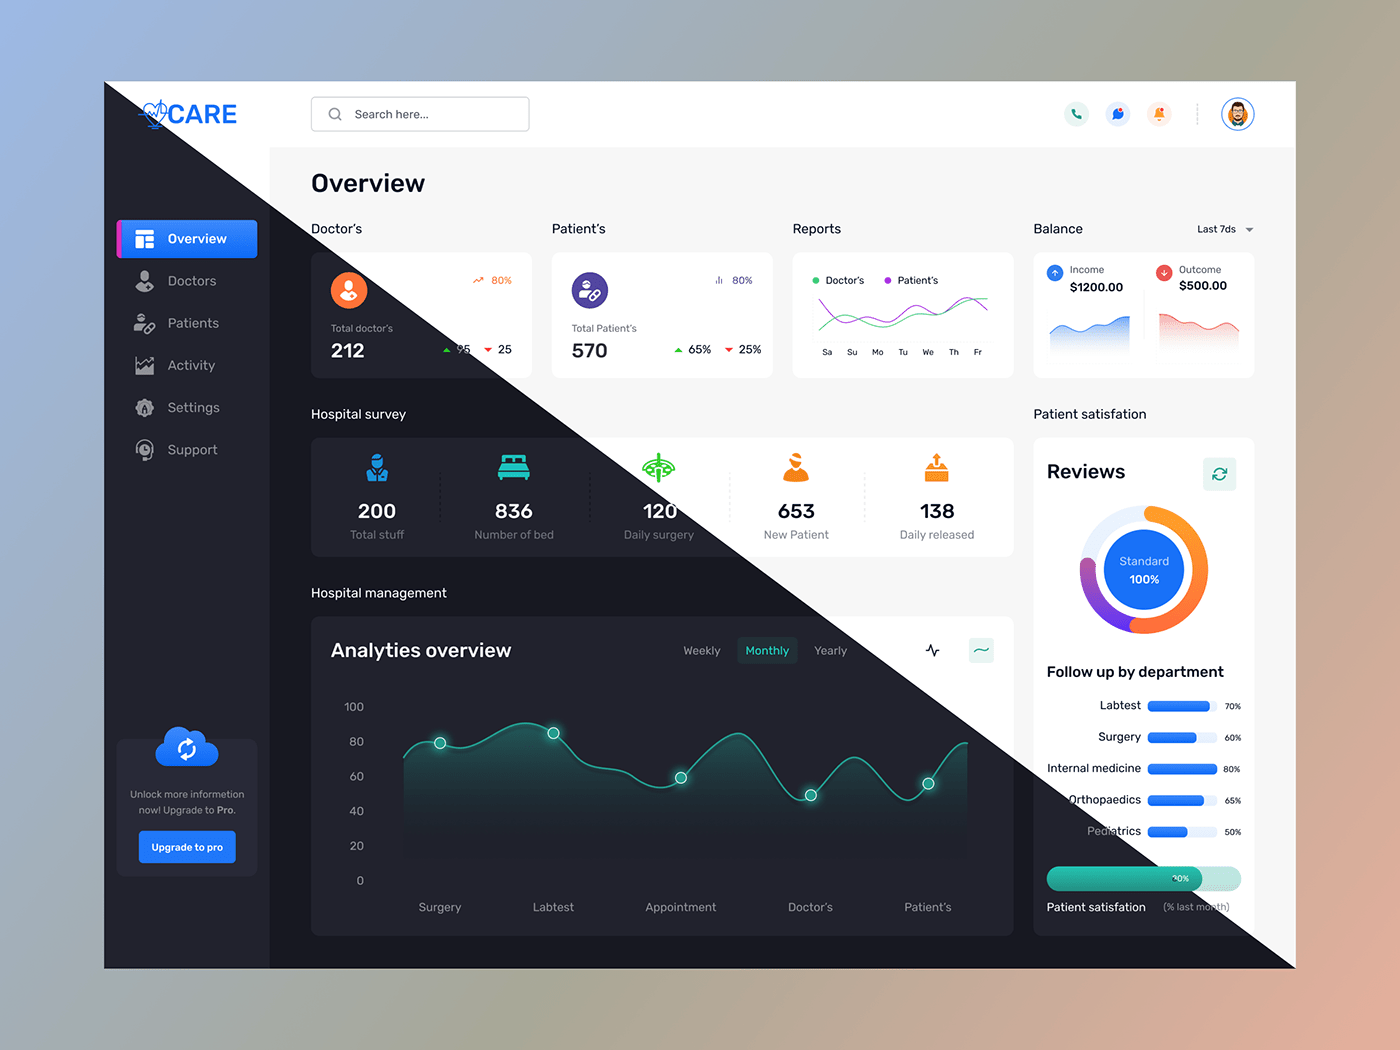 CARE
Search here...
Overview
Overview
Doctors
Patients
Activity
Settings
Support
Unlock more informetion
now! Upgrade to Pro.
Upgrade to pro
Doctor's
80%
Total doctor's
212
95 25
Patient's
80%
Total Patient's
570
65% 25%
Reports
Doctor's Patient's
Sa Su Mo Tu We Th Fr
Balance Last 7ds
Income
$1200.00
Outcome
$500.00
Hospital survey
200
Total stuff
836
Number of bed
120
Daily surgery
653
New Patient
138
Daily released
Hospital management
Analyties overview
Weekly Monthly Yearly
100
80
60
40
20
0
Surgery Labtest Appointment Doctor's Patient's
Patient satisfation
Reviews
Standard
100%
Follow up by department
Labtest 70%
Surgery 60%
Internal medicine 80%
Orthopaedics 65%
Pediatrics 50%
90%
Patient satisfation (% last month)